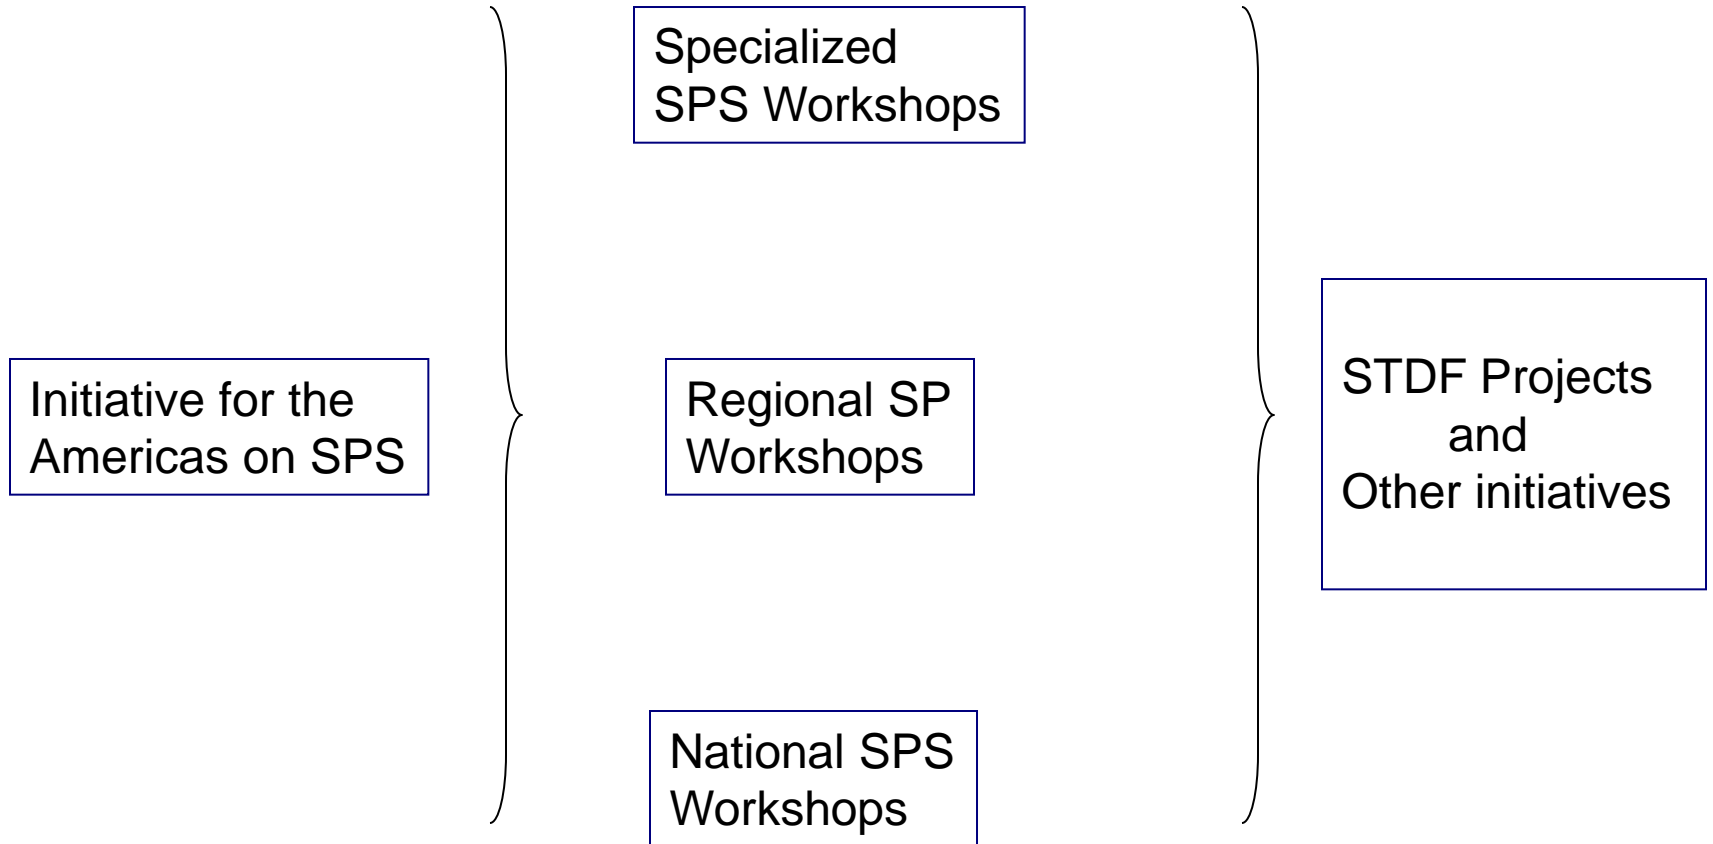 Specialized
SPS Workshops
Initiative for the
Americas on SPS
Regional SP
Workshops
STDF Projects
and
Other initiatives
National SPS
Workshops